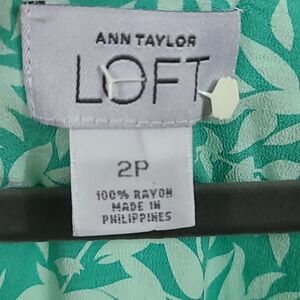 ANN TAYLOR
LOFT
2P
100% RAYON
MADE IN
PHILIPPINES